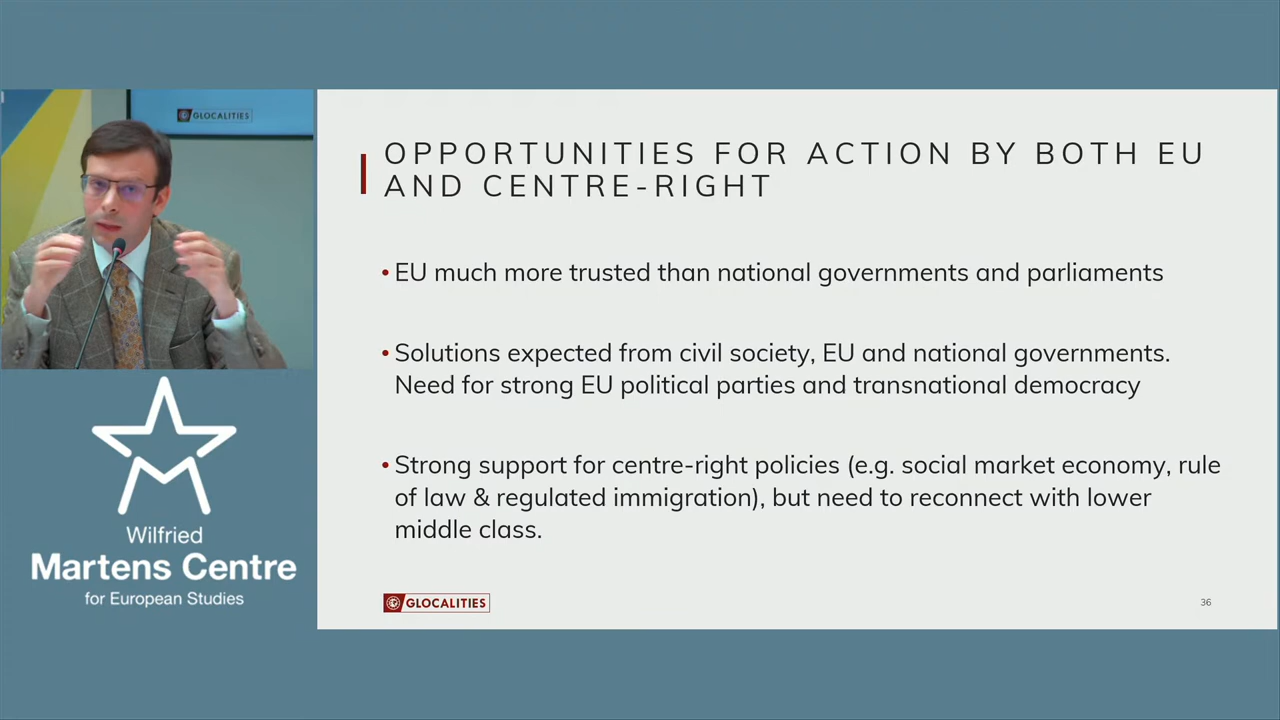 GLOCALITIES
OPPORTUNITIES FOR ACTION BY BOTH EU
AND CENTRE-RIGHT
• EU much more trusted than national governments and parliaments
• Solutions expected from civil society, EU and national governments.
Need for strong EU political parties and transnational democracy
• Strong support for centre-right policies (e.g. social market economy, rule
of law & regulated immigration), but need to reconnect with lower
middle class.
GLOCALITIES
36
Wilfried
Martens Centre
for European Studies